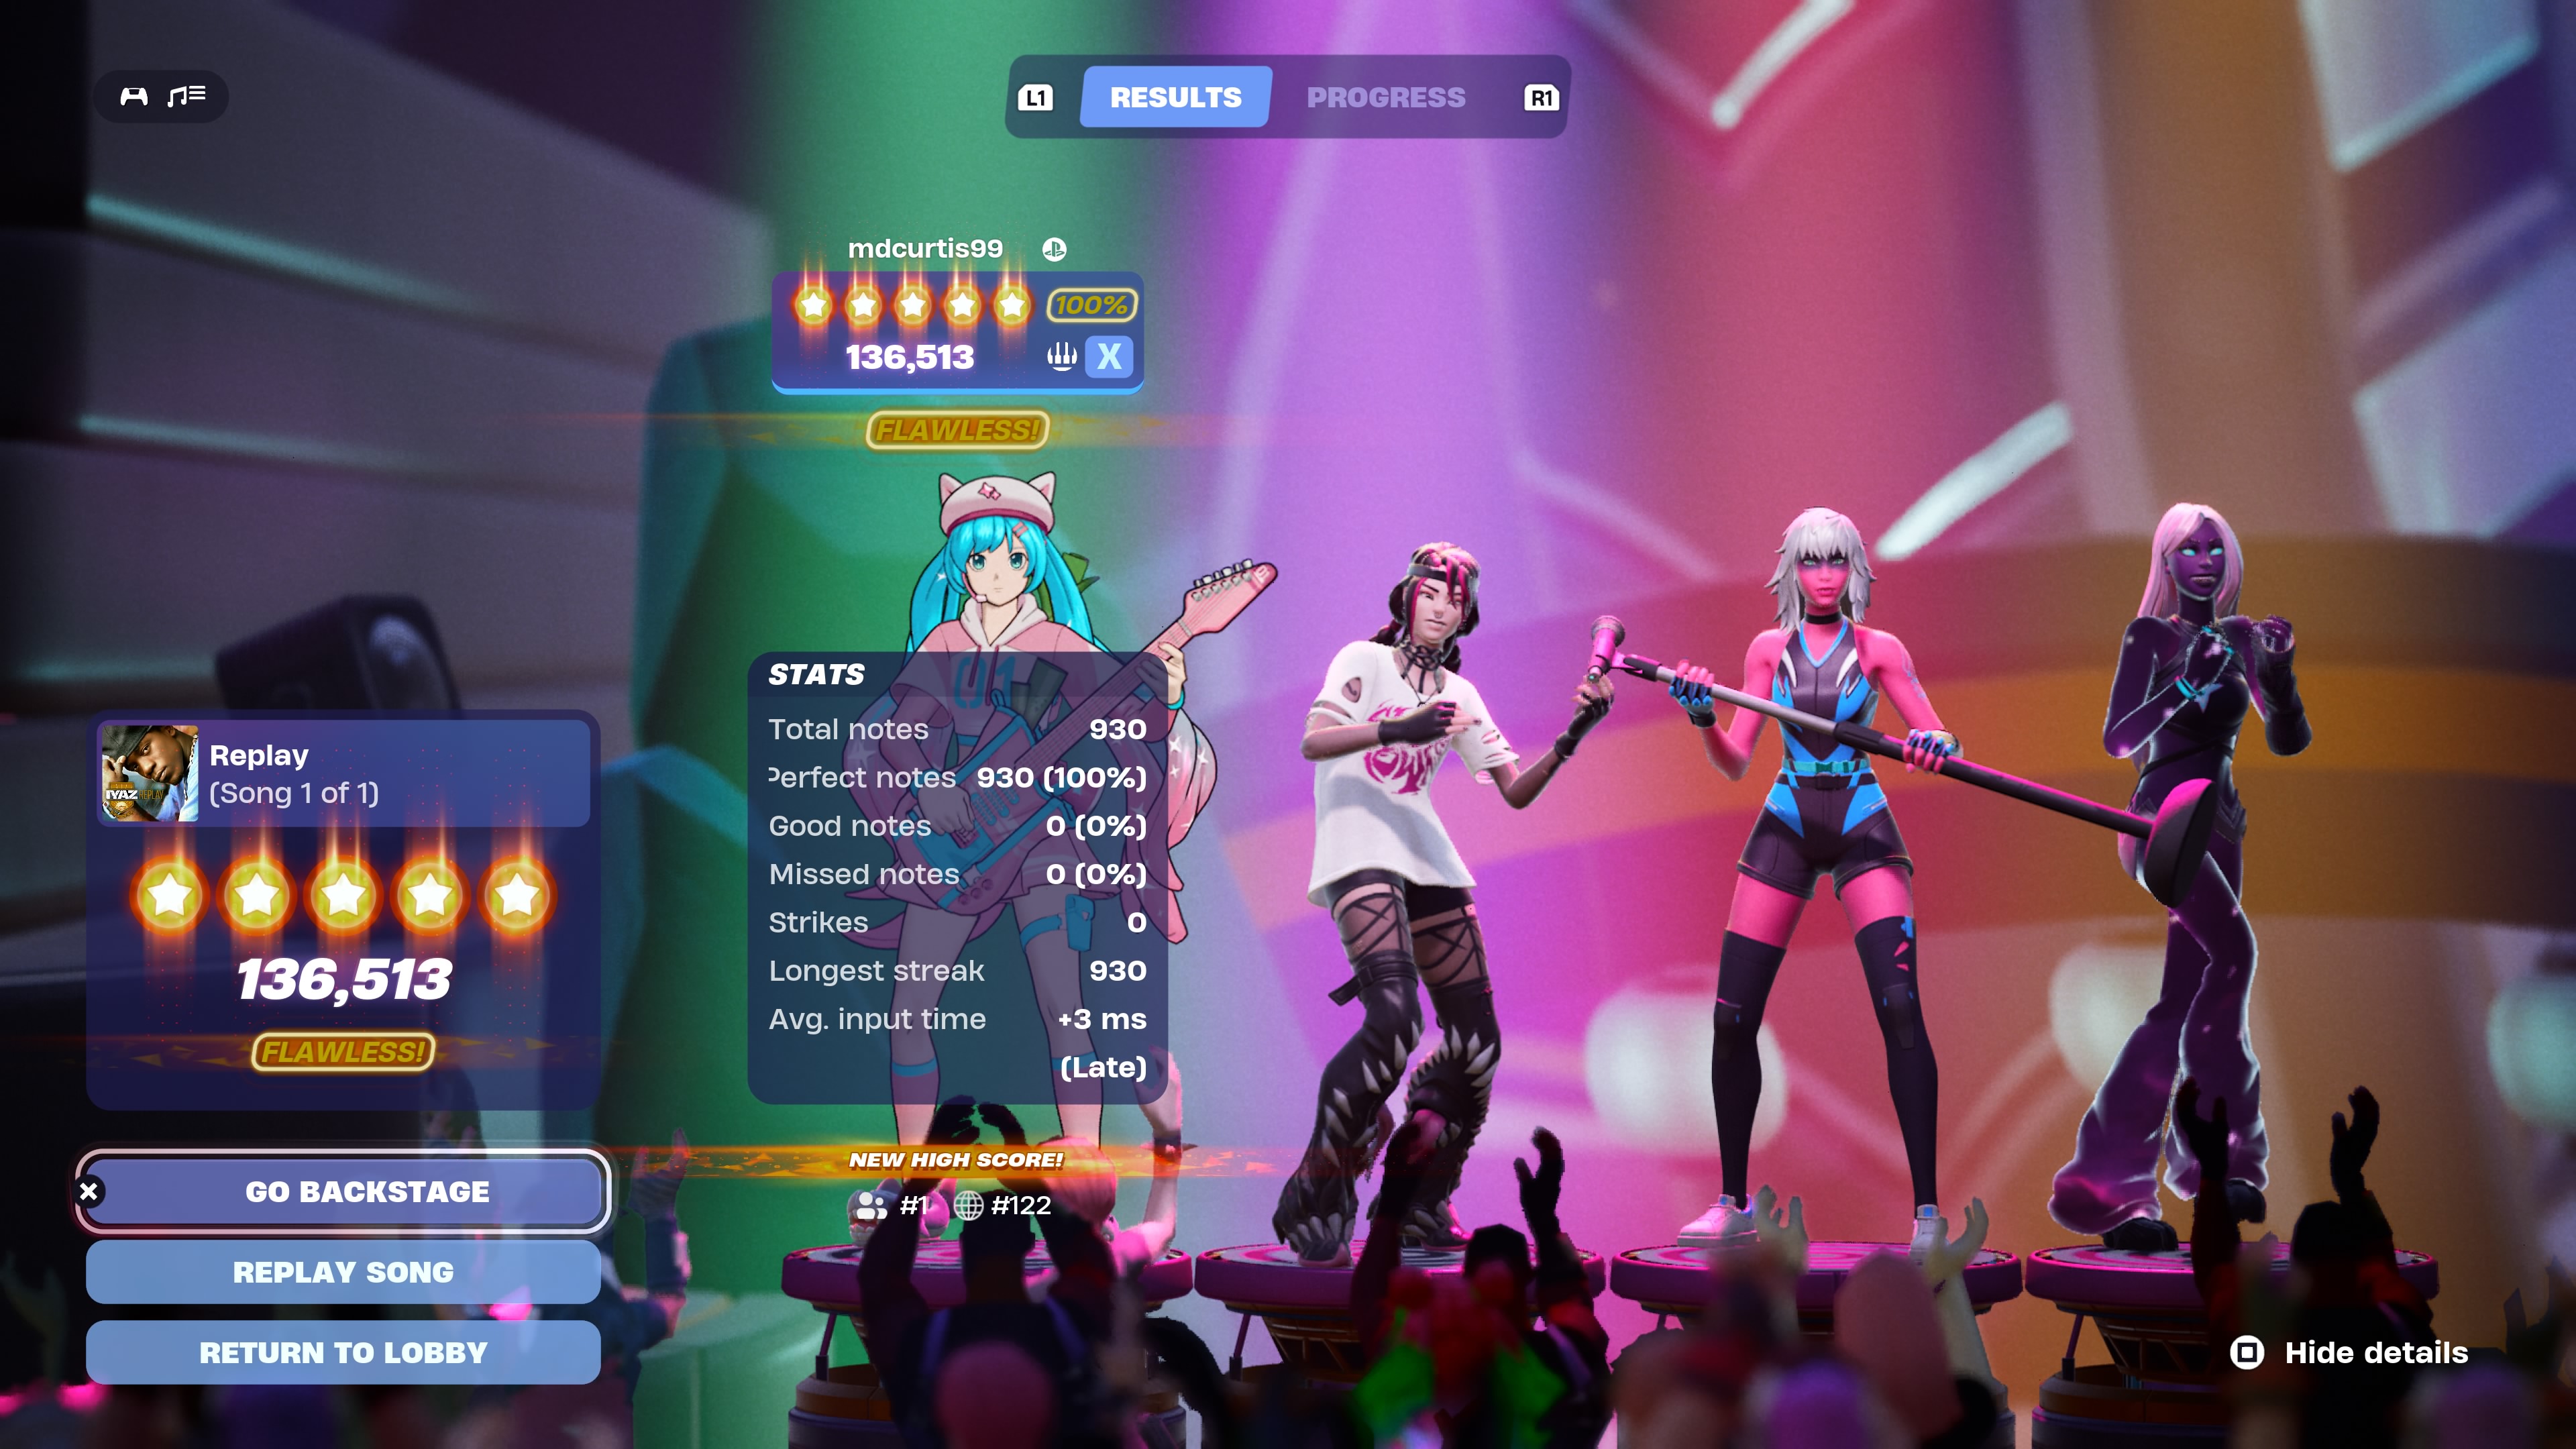 L1
RESULTS
PROGRESS
R1
mdcurtis99
100%
136,513
X
FLAWLESS!
01
STATS
Total notes 930
Perfect notes 930 (100%)
Good notes 0 (0%)
Missed notes 0 (0%)
Strikes 0
Longest streak 930
Avg. input time +3 ms
(Late)
NEW HIGH SCORE!
#1 #122
IYAZ REPLAY
Replay
(Song 1 of 1)
136,513
FLAWLESS!
GO BACKSTAGE
REPLAY SONG
RETURN TO LOBBY
Hide details